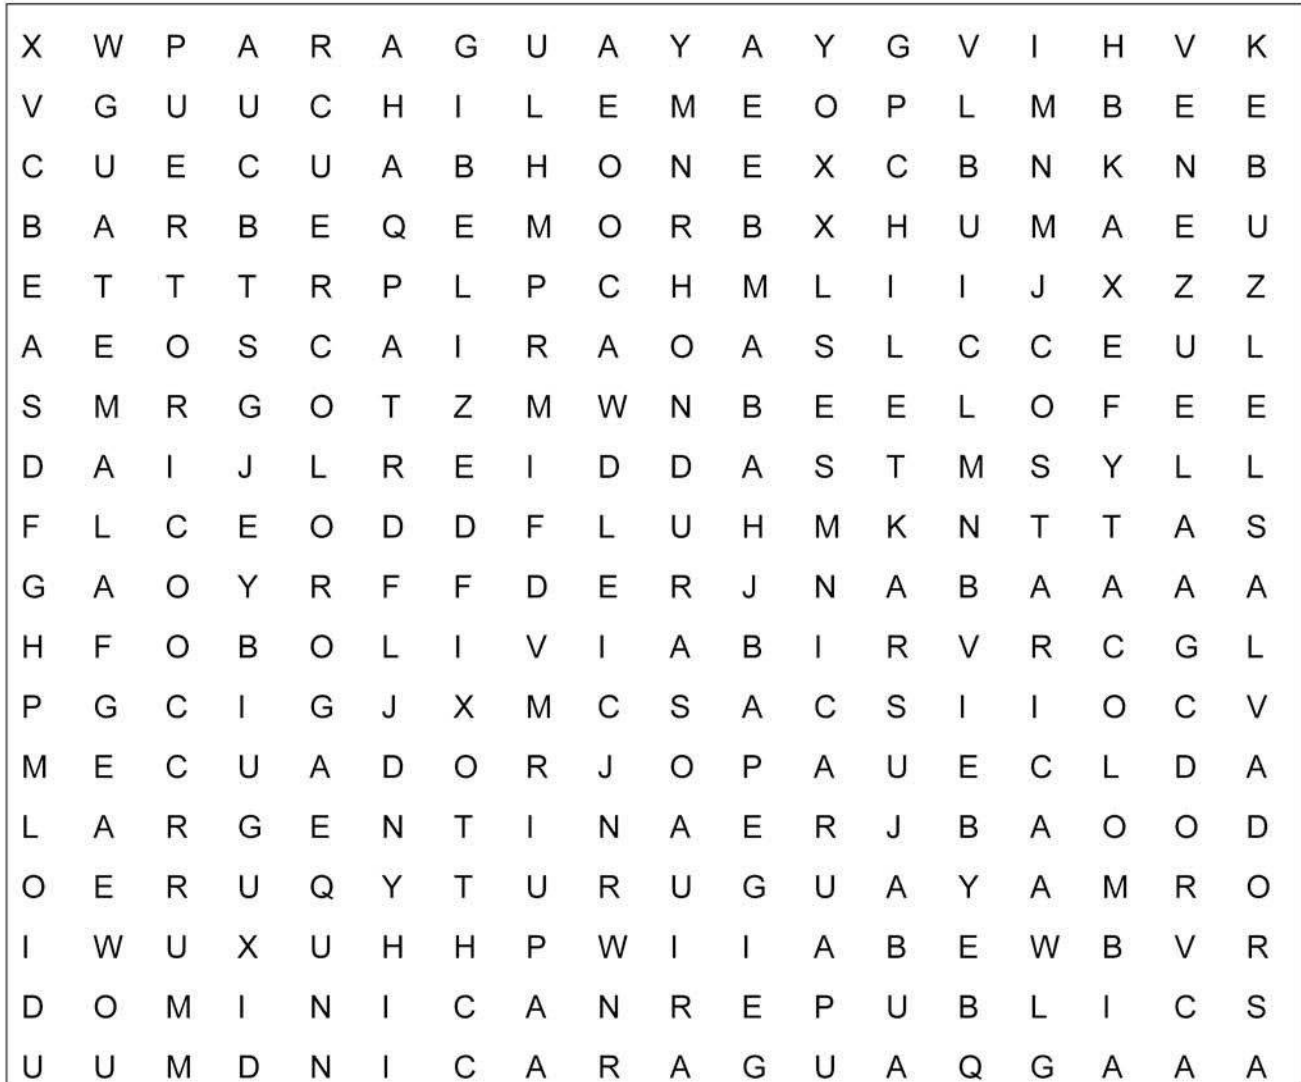 X W P A R A G U A Y A Y G V I H V K
V G U U C H I L E M E O P L M B E E
C U E C U A B H O N E X C B N K N B
B A R B E Q E M O R B X H U M A E U
E T T T R P L P C H M L I I J X Z Z
A E O S C A I R A O A S L C C E U L
S M R G O T Z M W N B E E L O F E E
D A I J L R E I D D A S T M S Y L L
F L C E O D D F L U H M K N T T A S
G A O Y R F F D E R J N A B A A A A
H F O B O L I V I A B I R V R C G L
P G C I G J X M C S A C S I I O C V
M E C U A D O R J O P A U E C L D A
L A R G E N T I N A E R J B A O O D
O E R U Q Y T U R U G U A Y A M R O
I W U X U H H P W I I A B E W B V R
D O M I N I C A N R E P U B L I C S
U U M D N I C A R A G U A Q G A A A